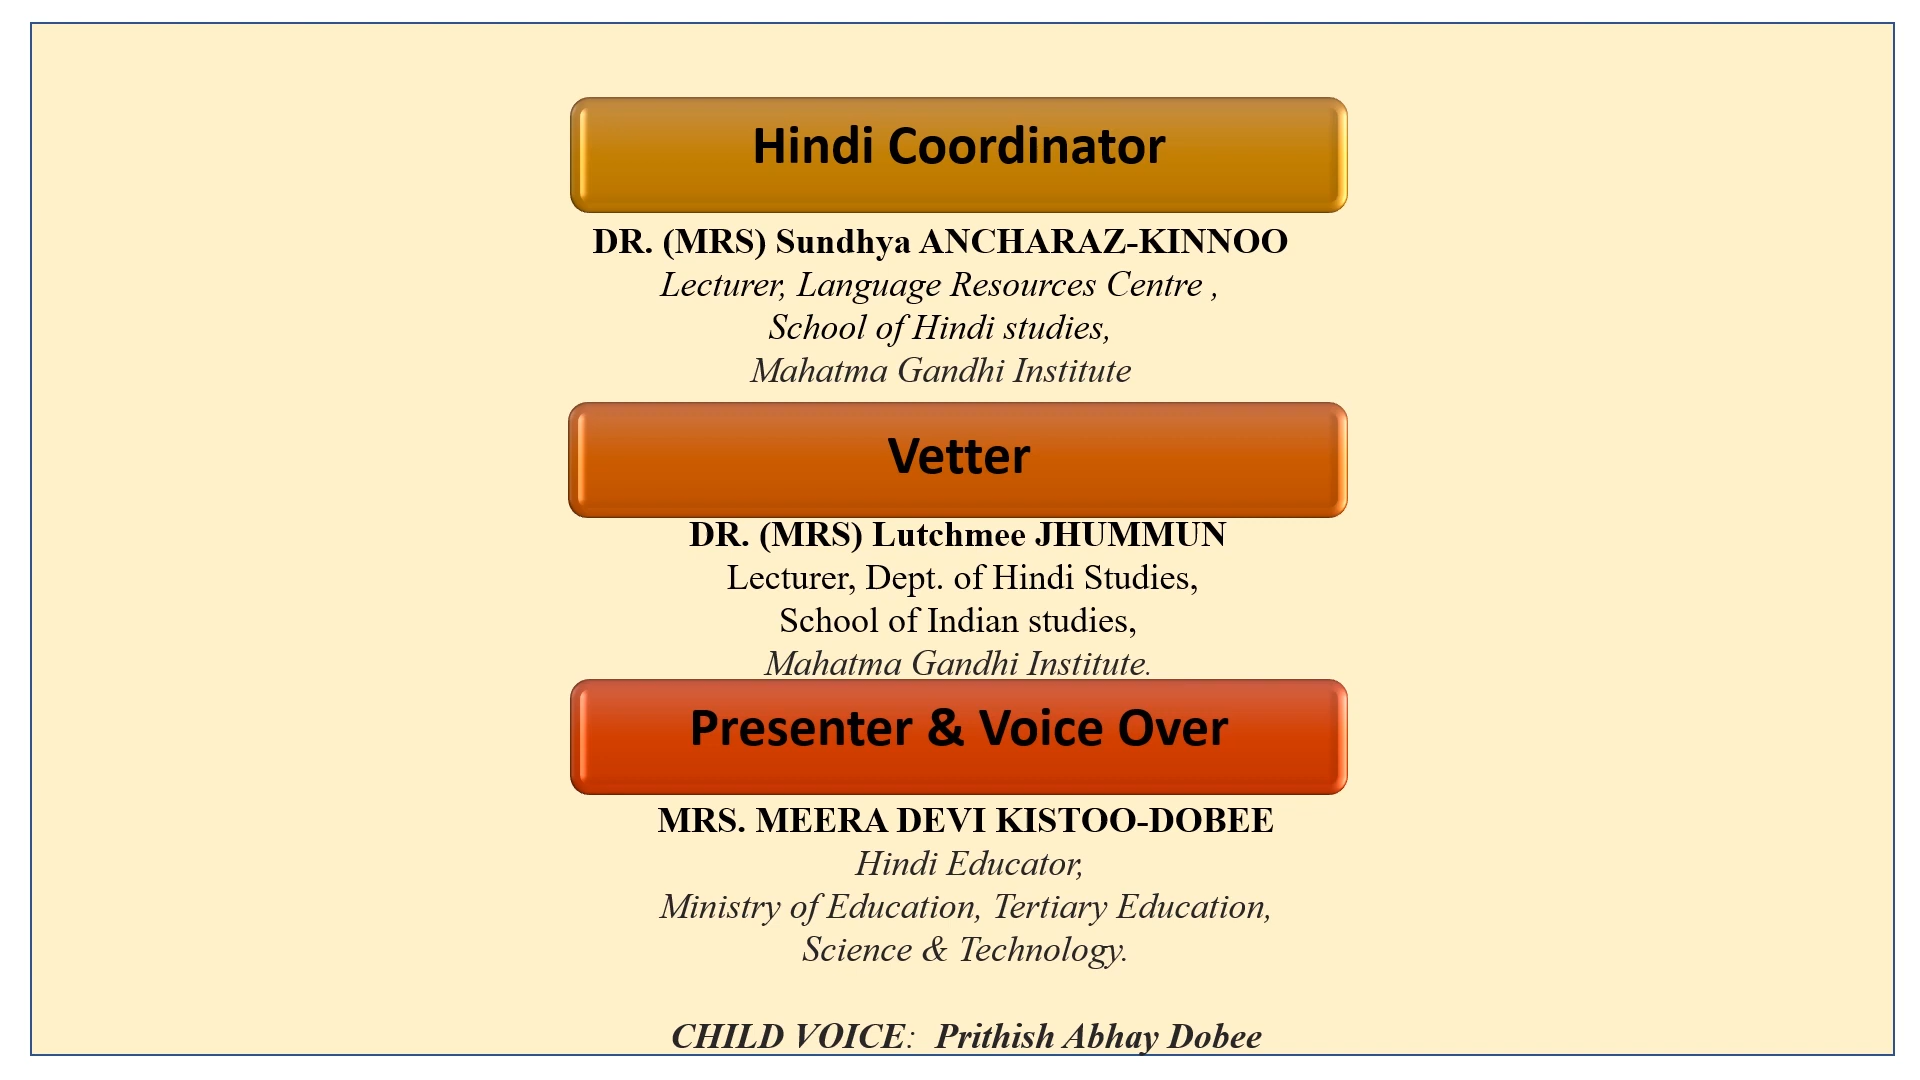 Hindi Coordinator
DR. (MRS) Sundhya ANCHARAZ-KINNOO
Lecturer, Language Resources Centre ,
School of Hindi studies,
Mahatma Gandhi Institute
Vetter
DR. (MRS) Lutchmee JHUMMUN
Lecturer, Dept. of Hindi Studies,
School of Indian studies,
Mahatma Gandhi Institute.
Presenter & Voice Over
MRS. MEERA DEVI KISTOO-DOBEE
Hindi Educator,
Ministry of Education, Tertiary Education,
Science & Technology.
CHILD VOICE:  Prithish Abhay Dobee